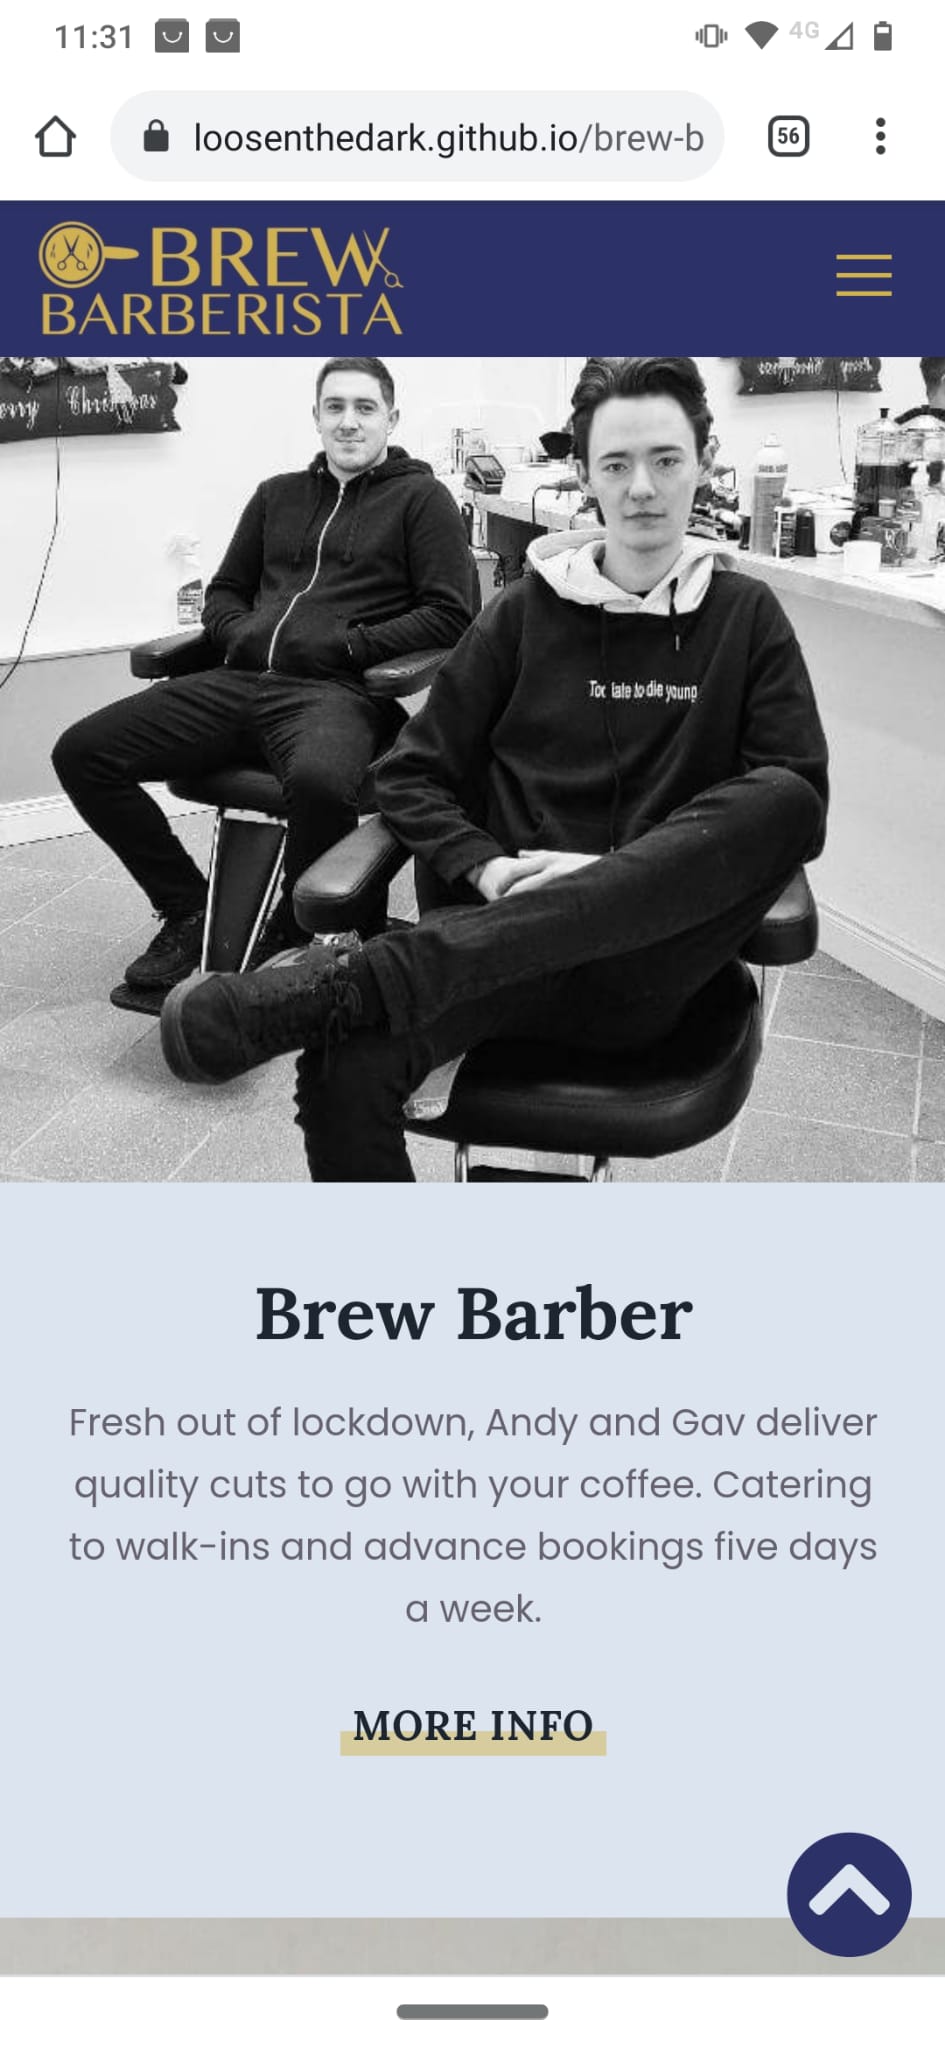 11:31
4G
loosenthedark.github.io/brew-b
56
BREW
BARBERISTA
Merry Christmas
Too late to die young
Brew Barber
Fresh out of lockdown, Andy and Gav deliver
quality cuts to go with your coffee. Catering
to walk-ins and advance bookings five days
a week.
MORE INFO